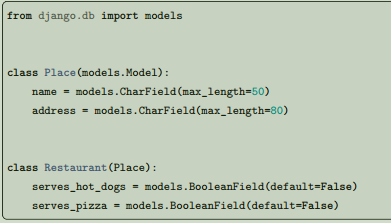 from django.db import models
class Place(models.Model):
    name = models.CharField(max_length=50)
    address = models.CharField(max_length=80)
class Restaurant(Place):
    serves_hot_dogs = models.BooleanField(default=False)
    serves_pizza = models.BooleanField(default=False)